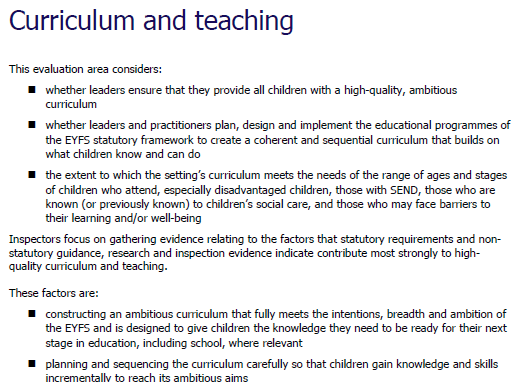 Curriculum and teaching
This evaluation area considers:
■ whether leaders ensure that they provide all children with a high-quality, ambitious
curriculum
■ whether leaders and practitioners plan, design and implement the educational programmes of
the EYFS statutory framework to create a coherent and sequential curriculum that builds on
what children know and can do
■ the extent to which the setting's curriculum meets the needs of the range of ages and stages
of children who attend, especially disadvantaged children, those with SEND, those who are
known (or previously known) to children's social care, and those who may face barriers to
their learning and/or well-being
Inspectors focus on gathering evidence relating to the factors that statutory requirements and non-
statutory guidance, research and inspection evidence indicate contribute most strongly to high-
quality curriculum and teaching.
These factors are:
■ constructing an ambitious curriculum that fully meets the intentions, breadth and ambition of
the EYFS and is designed to give children the knowledge they need to be ready for their next
stage in education, including school, where relevant
■ planning and sequencing the curriculum carefully so that children gain knowledge and skills
incrementally to reach its ambitious aims